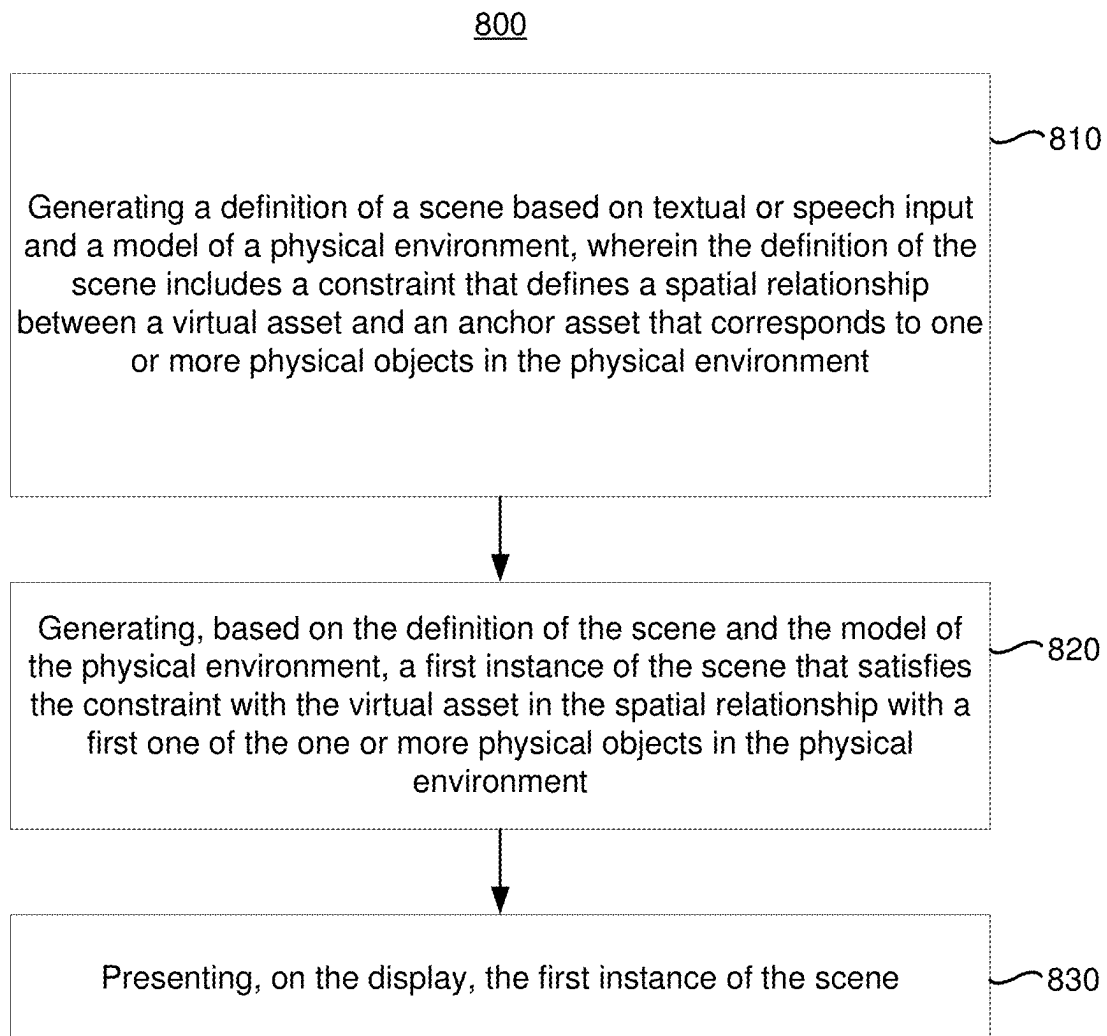 800
810
Generating a definition of a scene based on textual or speech input
and a model of a physical environment, wherein the definition of the
scene includes a constraint that defines a spatial relationship
between a virtual asset and an anchor asset that corresponds to one
or more physical objects in the physical environment
Generating, based on the definition of the scene and the model of
the physical environment, a first instance of the scene that satisfies
the constraint with the virtual asset in the spatial relationship with a
first one of the one or more physical objects in the physical
environment
820
Presenting, on the display, the first instance of the scene
830